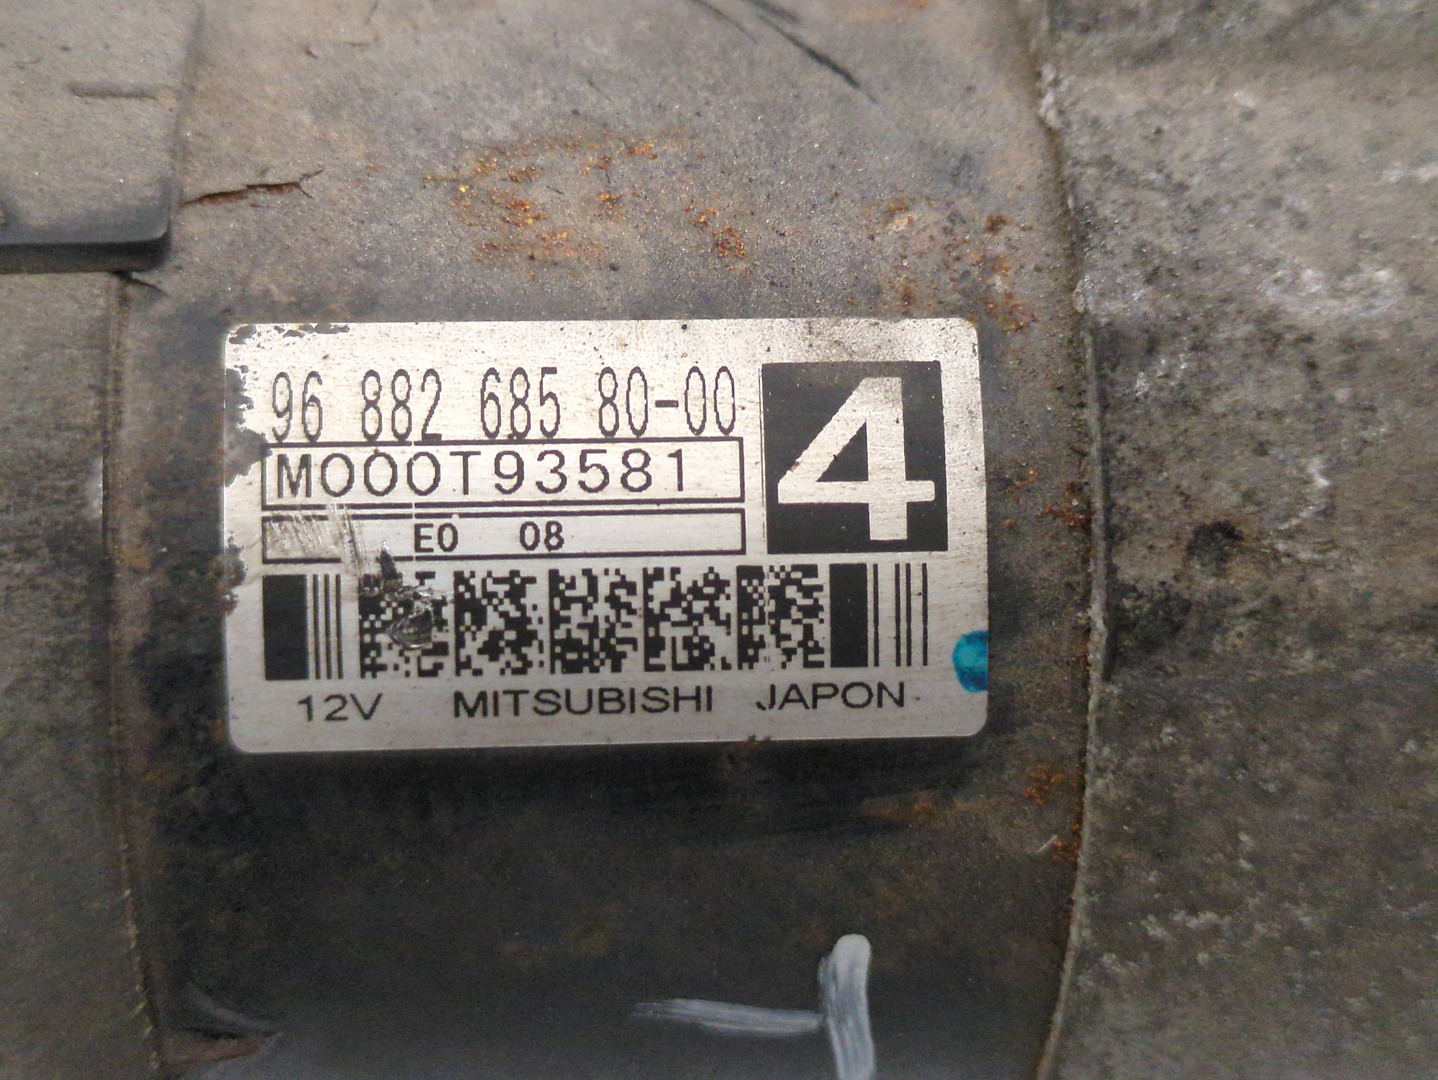 96 882 685 80-00
4
M000T93581
E0 08
12V MITSUBISHI JAPON